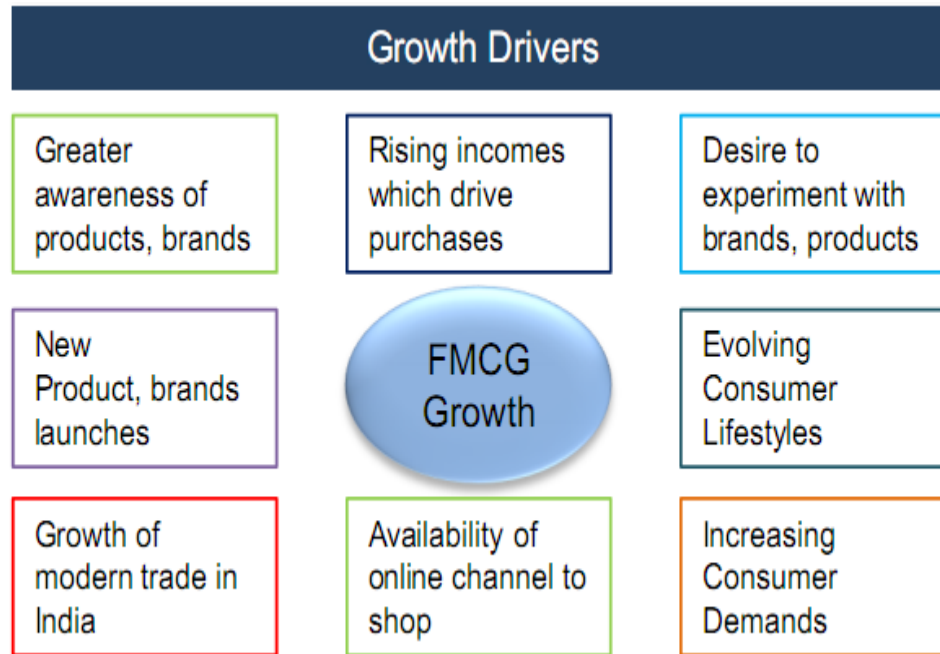 Growth Drivers
Greater
awareness of
products, brands
Rising incomes
which drive
purchases
Desire to
experiment with
brands, products
New
Product, brands
launches
FMCG
Growth
Evolving
Consumer
Lifestyles
Growth of
modern trade in
India
Availability of
online channel to
shop
Increasing
Consumer
Demands